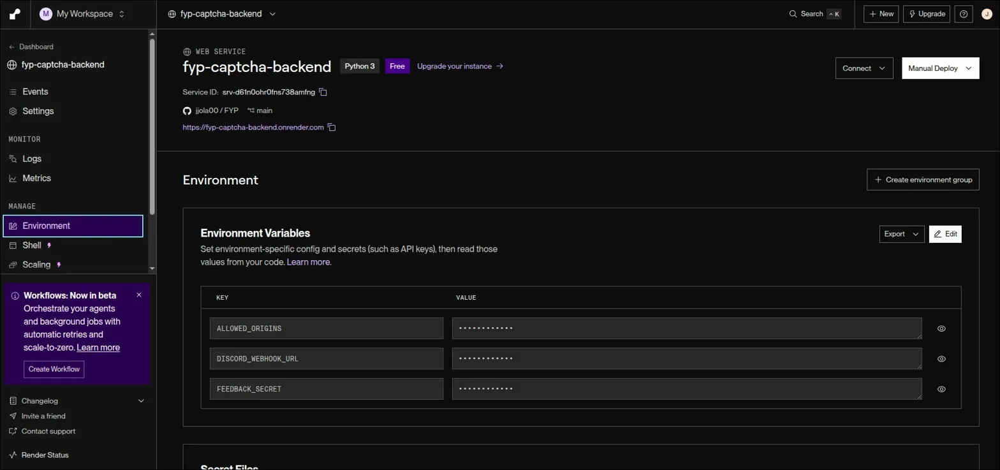 M My Workspace
fyp-captcha-backend
Search ^ K
+ New
Upgrade
J
← Dashboard
fyp-captcha-backend
Events
Settings
MONITOR
Logs
Metrics
MANAGE
Environment
Shell
Scaling
Workflows: Now in beta
Orchestrate your agents
and background jobs with
automatic retries and
scale-to-zero. Learn more
Create Workflow
Changelog
Invite a friend
Contact support
Render Status
WEB SERVICE
fyp-captcha-backend Python 3 Free Upgrade your instance →
Connect
Manual Deploy
Service ID: srv-d61n0ohr0fns738amfng
jjola00 / FYP main
https://fyp-captcha-backend.onrender.com
Environment
+ Create environment group
Environment Variables
Export
Edit
Set environment-specific config and secrets (such as API keys), then read those
values from your code. Learn more.
KEY VALUE
ALLOWED_ORIGINS ••••••••••••
DISCORD_WEBHOOK_URL ••••••••••••
FEEDBACK_SECRET ••••••••••••
Secret Files